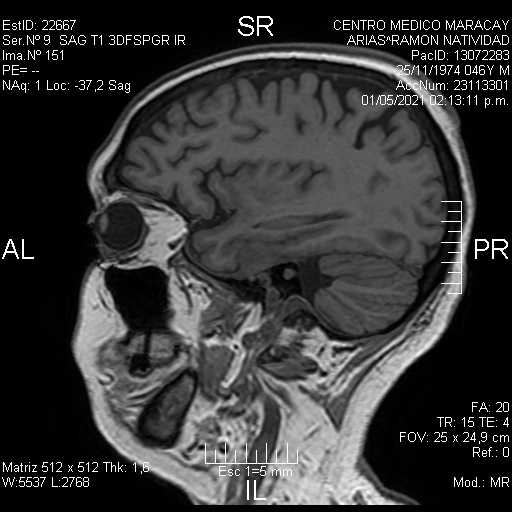 EstID: 22667
Ser.Nº 9 SAG T1 3DFSPGR IR
Ima.Nº 151
PE= --
NAq: 1 Loc: -37,2 Sag
SR
CENTRO MEDICO MARACAY
ARIAS^RAMON NATIVIDAD
PacID: 13072283
25/11/1974 046Y M
AccNum: 23113301
01/05/2021 02:13:11 p.m.
AL
PR
FA: 20
TR: 15 TE: 4
FOV: 25 x 24,9 cm
Ref.: 0
Mod.: MR
Matriz 512 x 512 Thk: 1,6
W:5537 L:2768
Esc 1=5 mm
IL